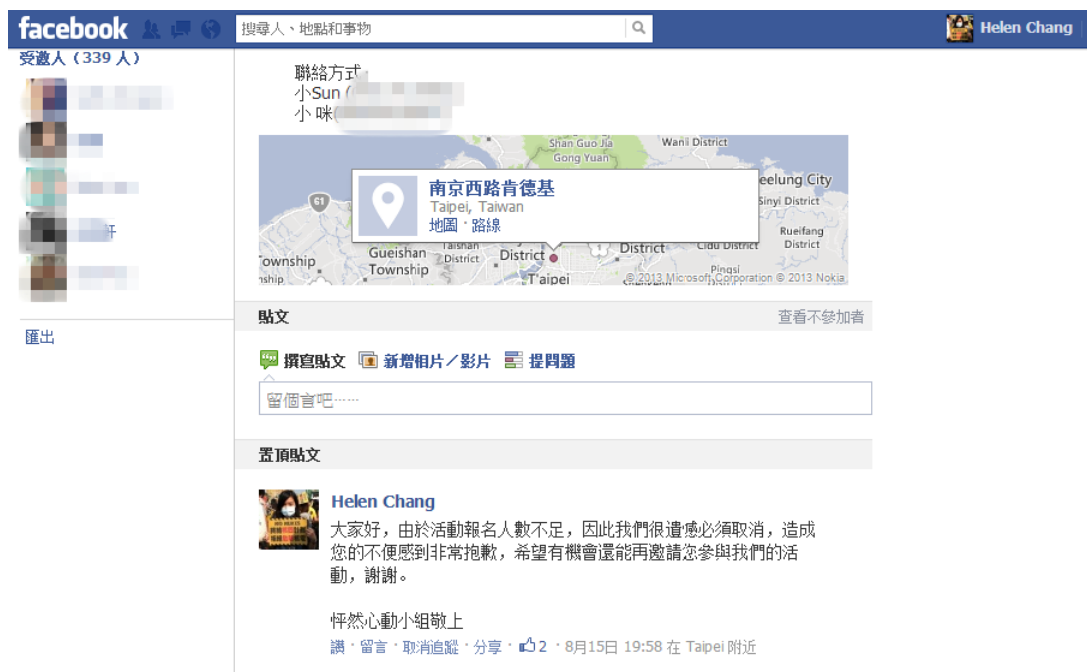 facebook
搜尋人、地點和事物
Helen Chang
受邀人（339 人）
聯絡方式
小Sun (
小 咪(
Shan Guo Jia
Gong Yuan
Wanli District
南京西路肯德基
Taipei, Taiwan
地圖 · 路線
61
eelung City
Sinyi District
Rueifang
District
Gueishan
Township
Taishan
District
District
District
Cidu District
Township
nship
T'aipei
Pingsi
© 2013 Microsoft Corporation © 2013 Nokia
匯出
貼文
查看不參加者
撰寫貼文 新增相片／影片 提問題
留個言吧……
置頂貼文
Helen Chang
大家好，由於活動報名人數不足，因此我們很遺憾必須取消，造成
您的不便感到非常抱歉，希望有機會還能再邀請您參與我們的活
動，謝謝。
怦然心動小組敬上
讚 · 留言 · 取消追蹤 · 分享 · 2 · 8月15日 19:58 在 Taipei 附近